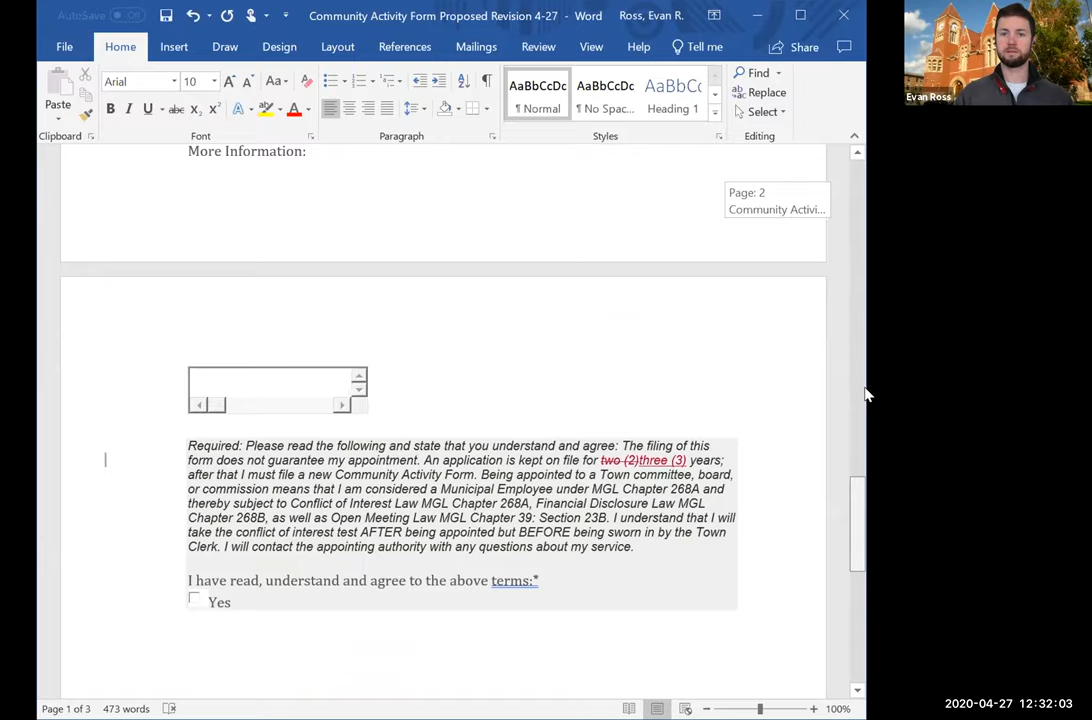 AutoSave Off
Community Activity Form Proposed Revision 4-27 - Word
Ross, Evan R.
File Home Insert Draw Design Layout References Mailings Review View Help Tell me Share
Paste
Arial 10
AaBbCcDc AaBbCcDc AaBbCc
¶ Normal ¶ No Spac... Heading 1
Find
Replace
Select
Clipboard Font Paragraph Styles Editing
Evan Ross
More Information:
Page: 2
Community Activi...
Required: Please read the following and state that you understand and agree: The filing of this
form does not guarantee my appointment. An application is kept on file for two (2)three (3) years;
after that I must file a new Community Activity Form. Being appointed to a Town committee, board,
or commission means that I am considered a Municipal Employee under MGL Chapter 268A and
thereby subject to Conflict of Interest Law MGL Chapter 268A, Financial Disclosure Law MGL
Chapter 268B, as well as Open Meeting Law MGL Chapter 39: Section 23B. I understand that I will
take the conflict of interest test AFTER being appointed but BEFORE being sworn in by the Town
Clerk. I will contact the appointing authority with any questions about my service.
I have read, understand and agree to the above terms:*
Yes
Page 1 of 3 473 words
100%
2020-04-27 12:32:03